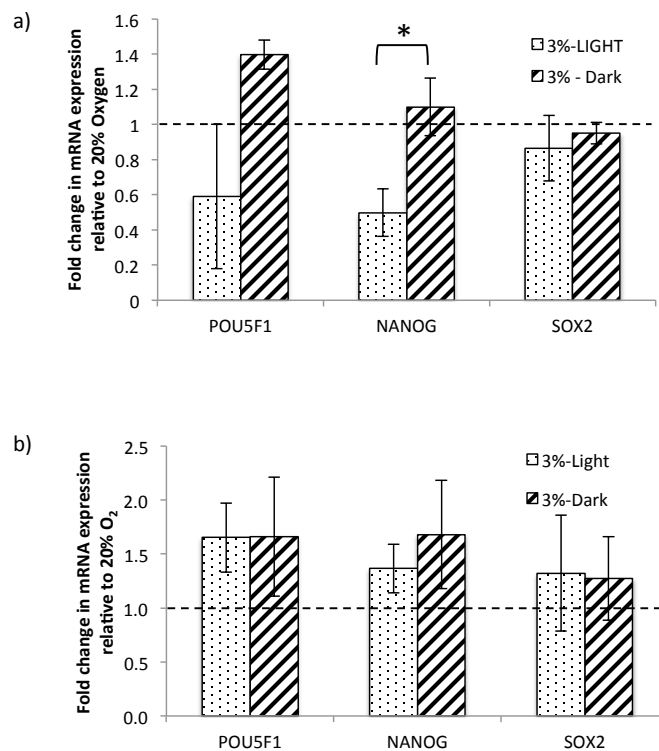 a)
Fold change in mRNA expression
relative to 20% Oxygen
1.6
1.4
1.2
1
0.8
0.6
0.4
0.2
0
*
3%-LIGHT
3% - Dark
POU5F1 NANOG SOX2
b)
Fold change in mRNA expression
relative to 20% O₂
2.5
2.0
1.5
1.0
0.5
0.0
3%-Light
3%-Dark
POU5F1 NANOG SOX2